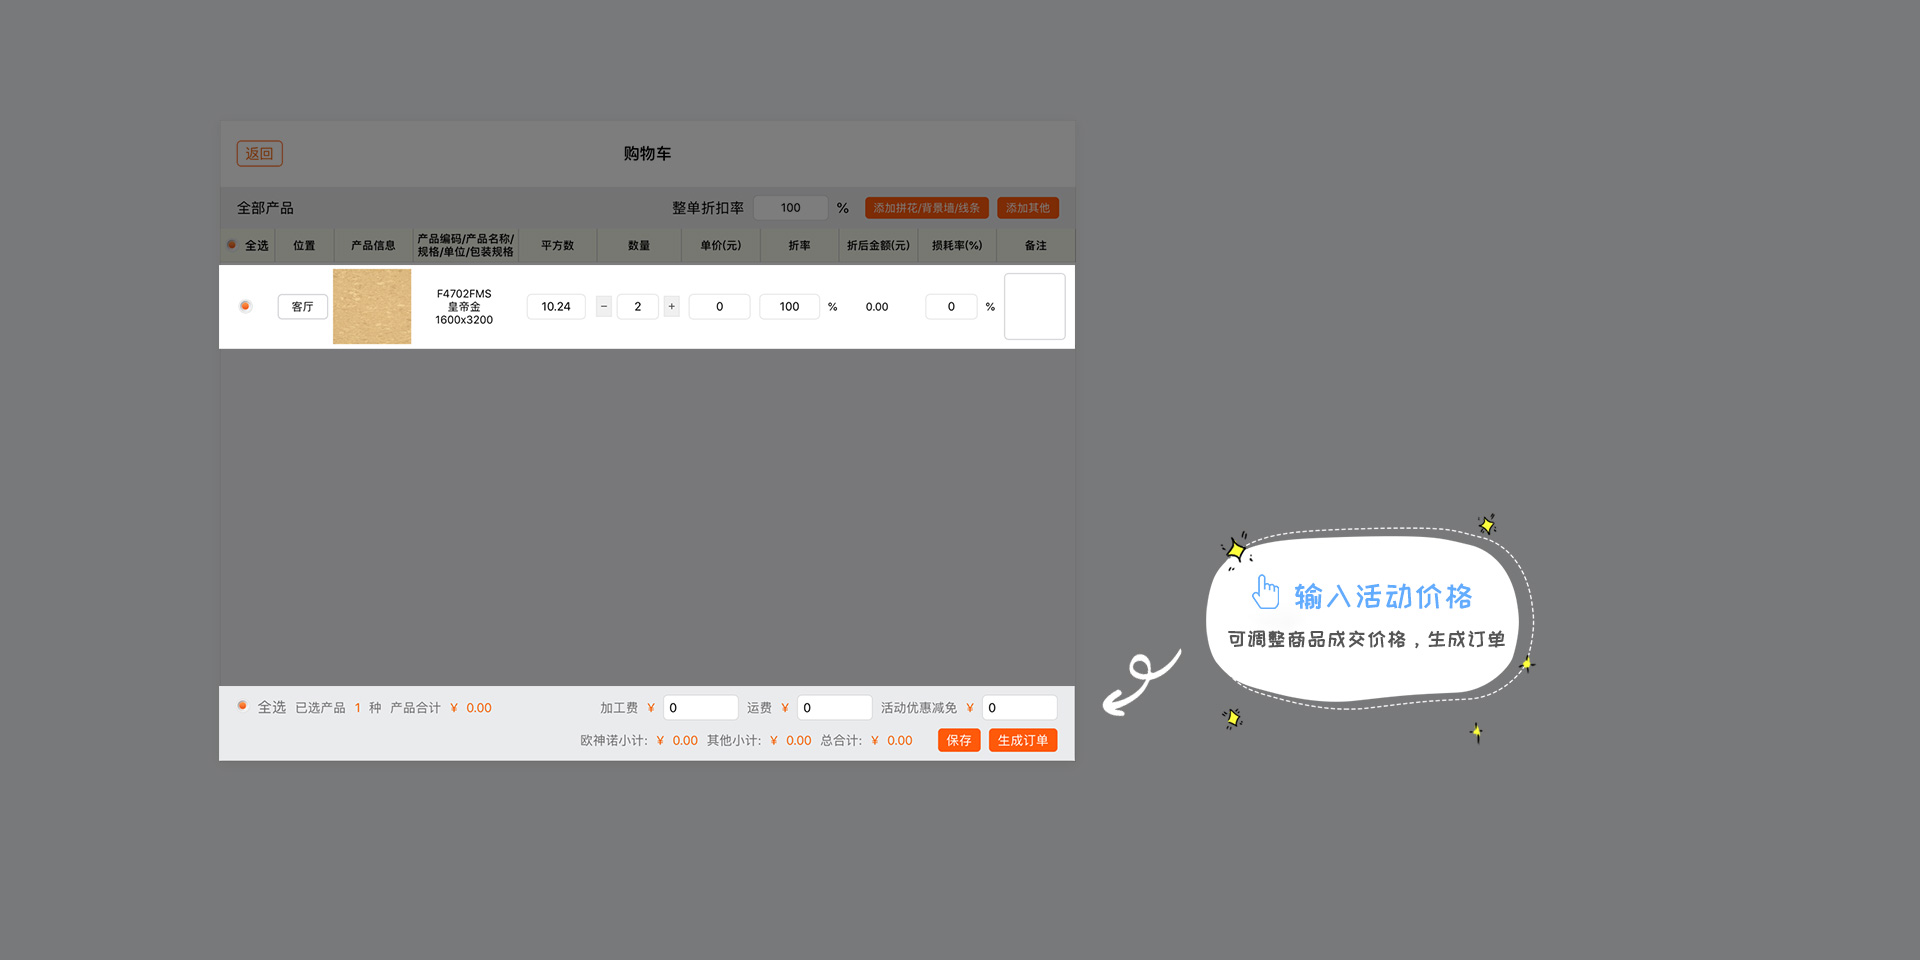 返回
购物车
全部产品
整单折扣率 100 % 添加拼花/背景墙/线条 添加其他
全选 位置 产品信息 产品编码/产品名称/ 平方数 数量 单价(元) 折率 折后金额(元) 损耗率(%) 备注
规格/单位/包装规格
F4702FMS
客厅 皇帝金 10.24 − 2 + 0 100 % 0.00 0 %
1600x3200
输入活动价格
可调整商品成交价格，生成订单
全选 已选产品 1 种 产品合计 ¥ 0.00 加工费 ¥ 0 运费 ¥ 0 活动优惠减免 ¥ 0
欧神诺小计: ¥ 0.00 其他小计: ¥ 0.00 总合计: ¥ 0.00 保存 生成订单